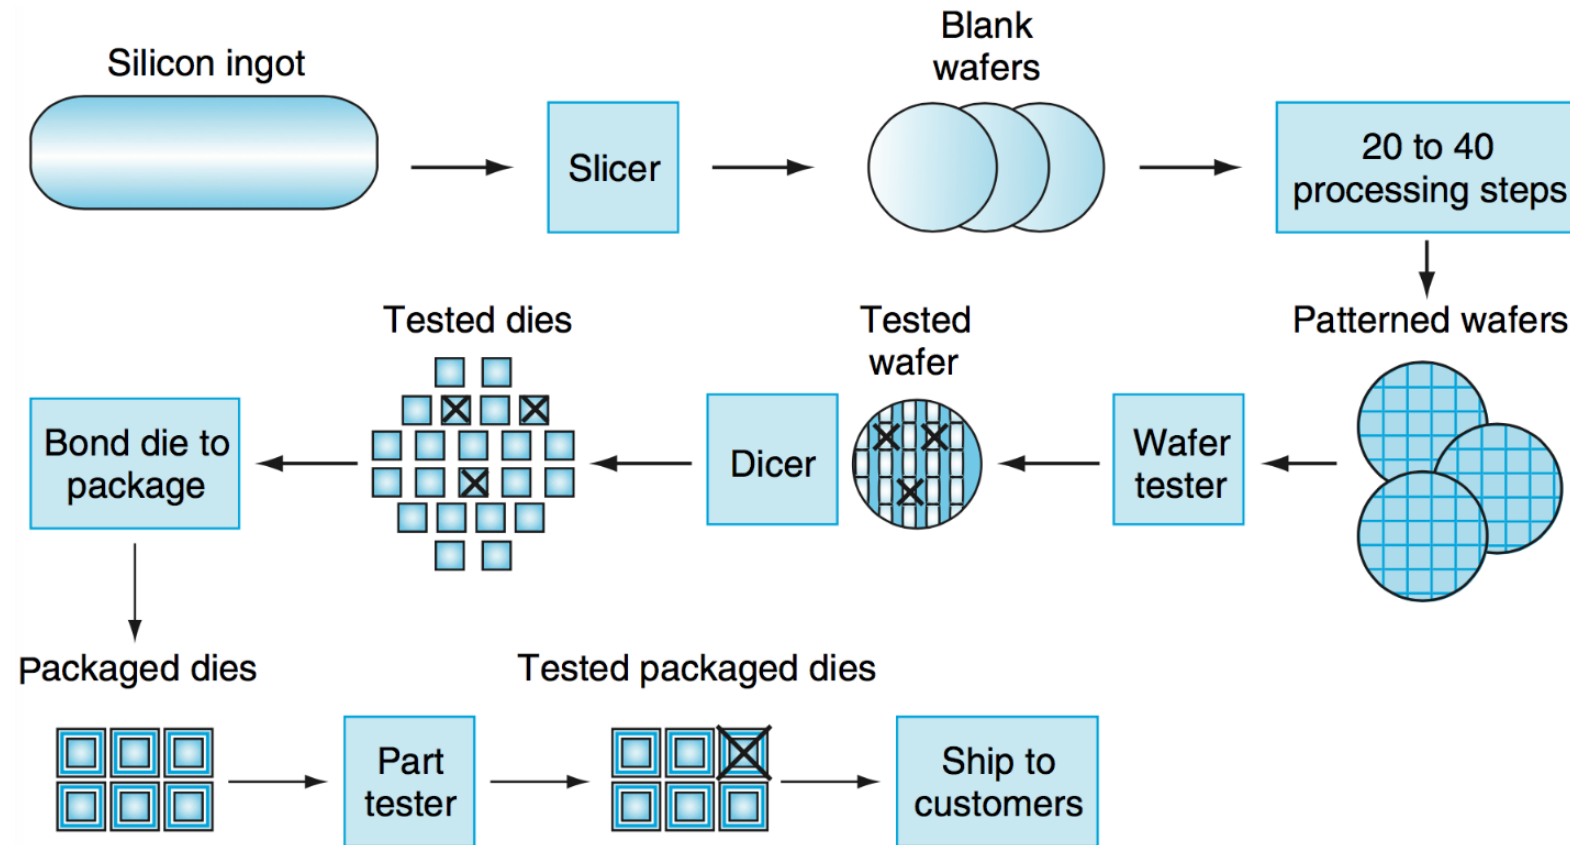 Silicon ingot
Slicer
Blank
wafers
20 to 40
processing steps
Tested dies
Tested
wafer
Patterned wafers
Bond die to
package
Dicer
Wafer
tester
Packaged dies
Tested packaged dies
Part
tester
Ship to
customers